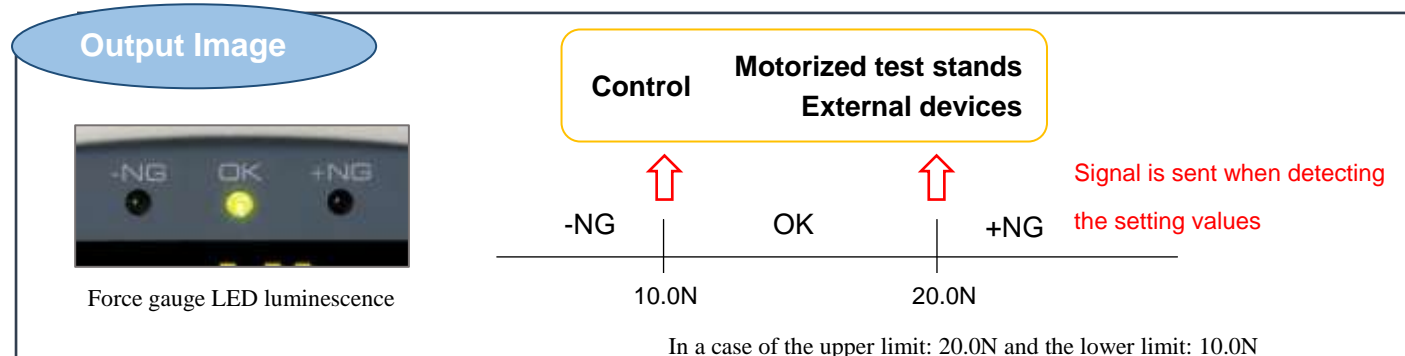 Output Image
Control
Motorized test stands
External devices
-NG OK +NG
Signal is sent when detecting
the setting values
-NG OK +NG
Force gauge LED luminescence
10.0N 20.0N
In a case of the upper limit: 20.0N and the lower limit: 10.0N